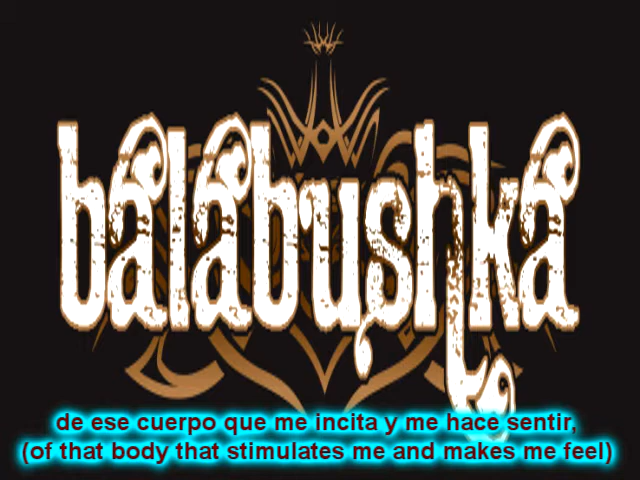 balabushka
de ese cuerpo que me incita y me hace sentir,
(of that body that stimulates me and makes me feel)